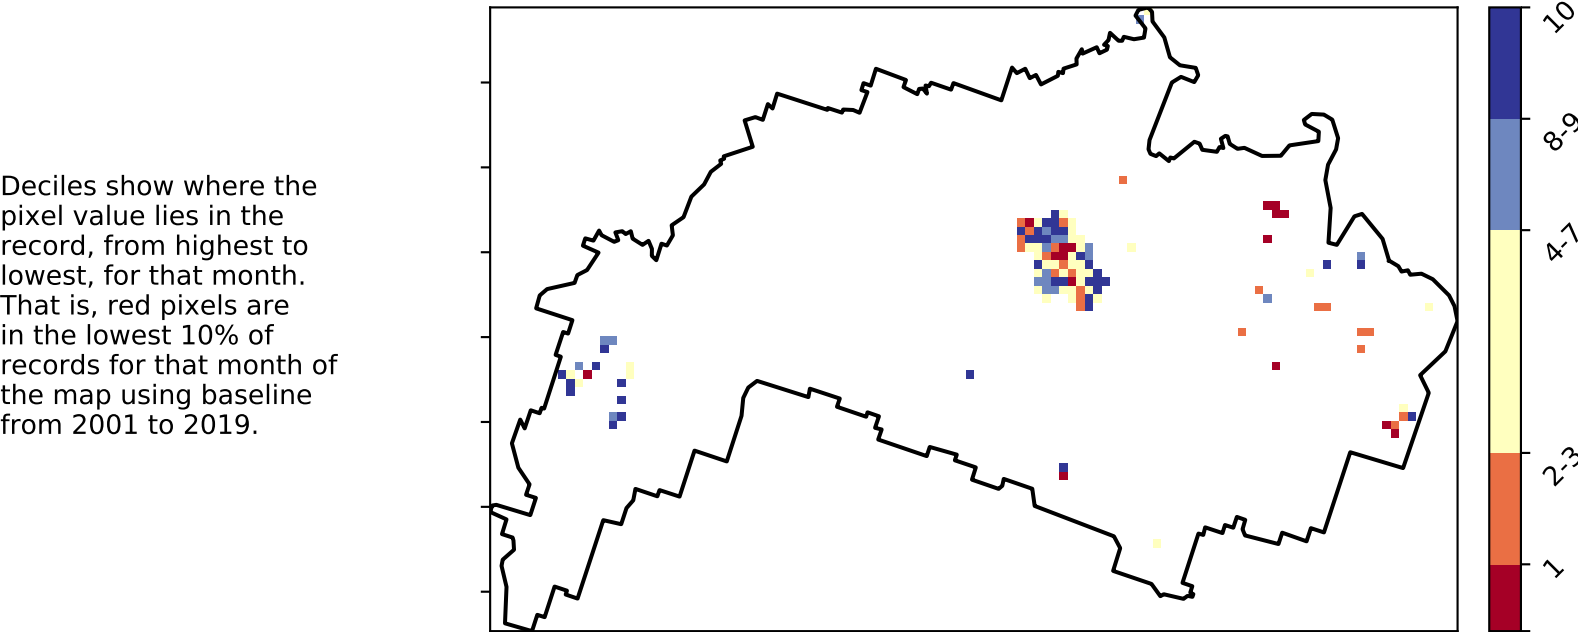 Deciles show where the
pixel value lies in the
record, from highest to
lowest, for that month.
That is, red pixels are
in the lowest 10% of
records for that month of
the map using baseline
from 2001 to 2019.
10
8-9
4-7
2-3
1